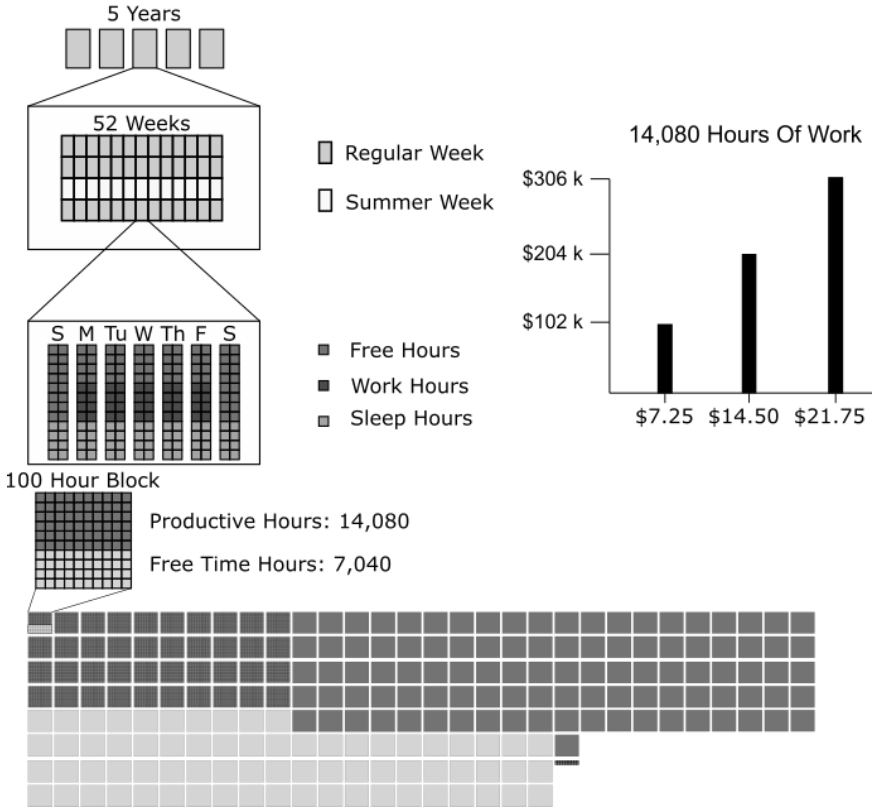 5 Years
52 Weeks
Regular Week
Summer Week
S M Tu W Th F S
Free Hours
Work Hours
Sleep Hours
14,080 Hours Of Work
$306 k
$204 k
$102 k
$7.25 $14.50 $21.75
100 Hour Block
Productive Hours: 14,080
Free Time Hours: 7,040